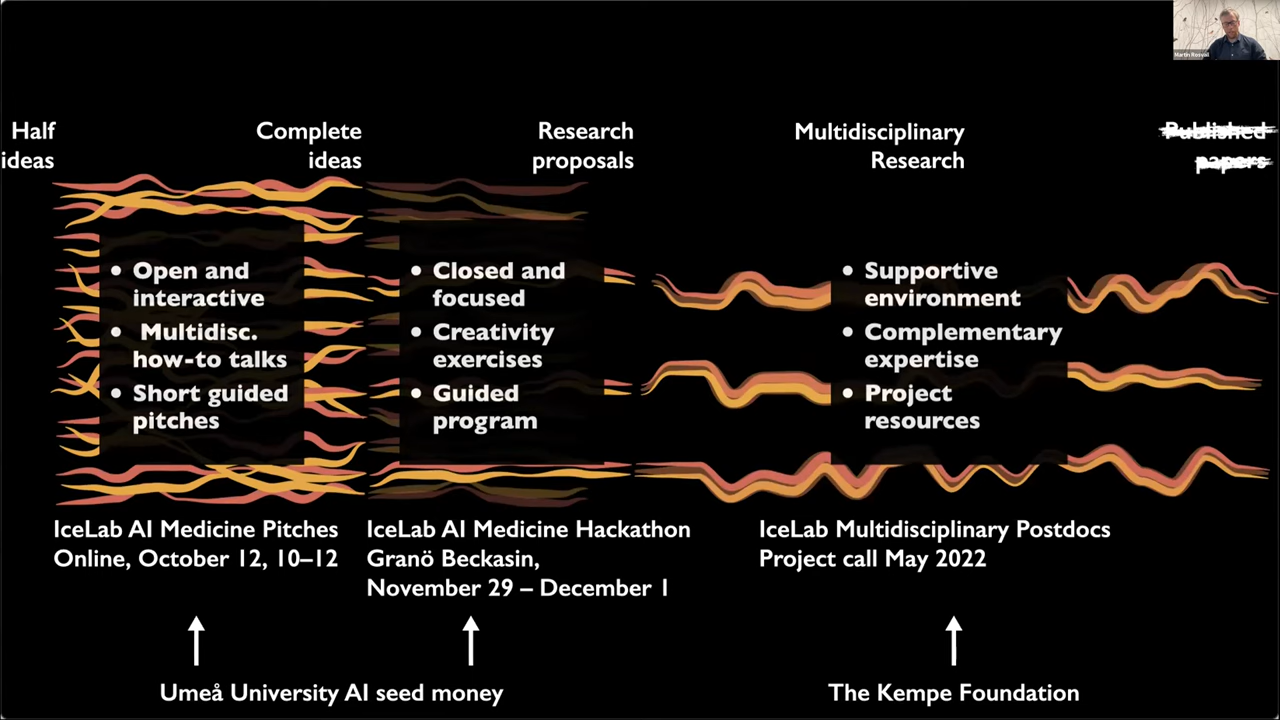 Martin Rosvall
Half
ideas
Complete
ideas
Research
proposals
Multidisciplinary
Research
Published
papers
• Open and
interactive
• Multidisc.
how-to talks
• Short guided
pitches
• Closed and
focused
• Creativity
exercises
• Guided
program
• Supportive
environment
• Complementary
expertise
• Project
resources
IceLab AI Medicine Pitches
Online, October 12, 10–12
IceLab AI Medicine Hackathon
Granö Beckasin,
November 29 – December 1
IceLab Multidisciplinary Postdocs
Project call May 2022
Umeå University AI seed money
The Kempe Foundation